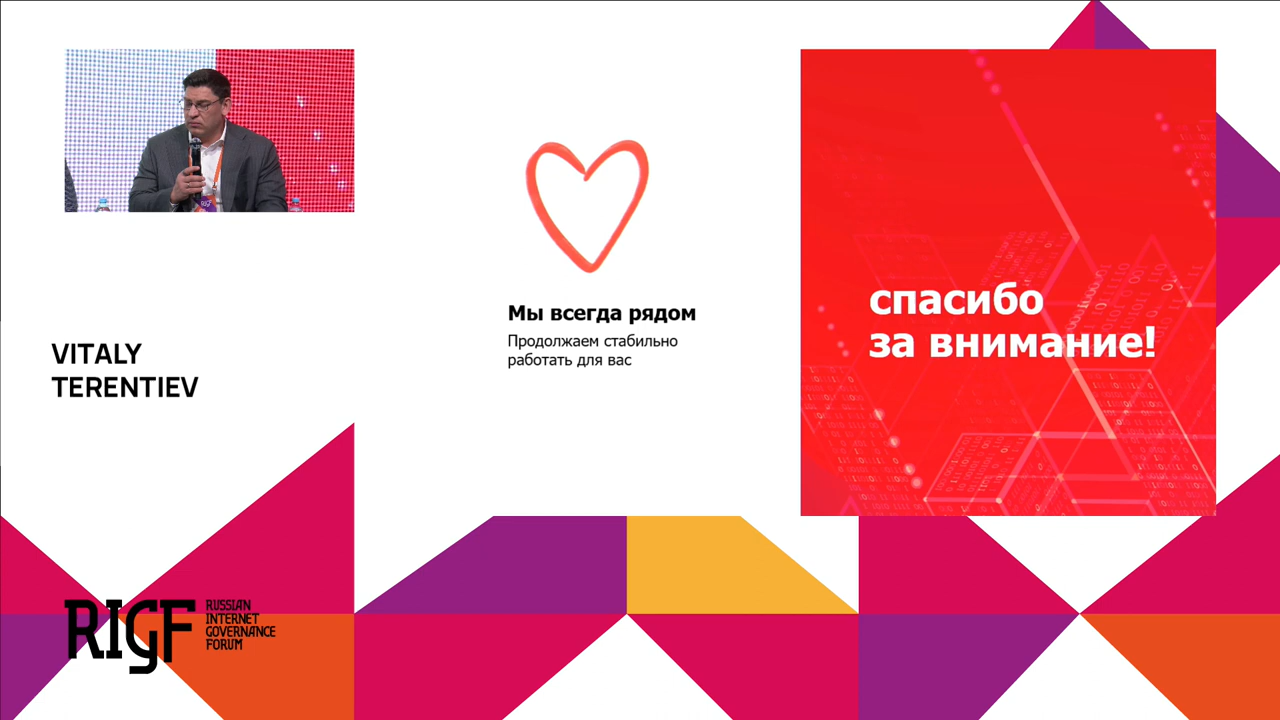 VITALY
TERENTIEV
Мы всегда рядом
Продолжаем стабильно
работать для вас
спасибо
за внимание!
RIGF
RUSSIAN
INTERNET
GOVERNANCE
FORUM